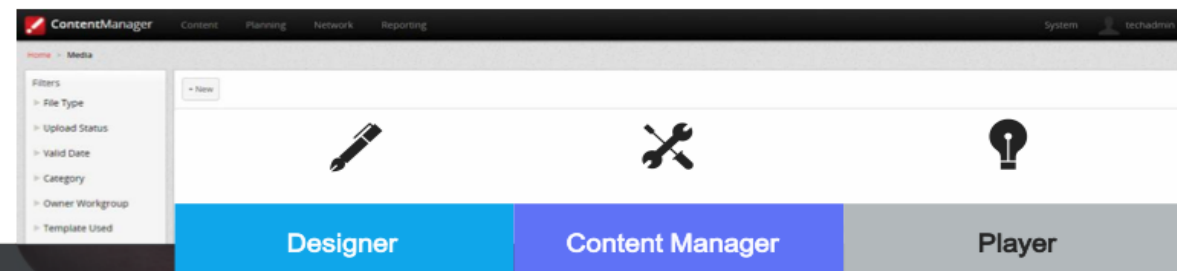 ContentManager Content Planning Network Reporting System techadmin
Home > Media
Filters
+ New
File Type
Upload Status
Valid Date
Category
Owner Workgroup
Template Used
Designer Content Manager Player